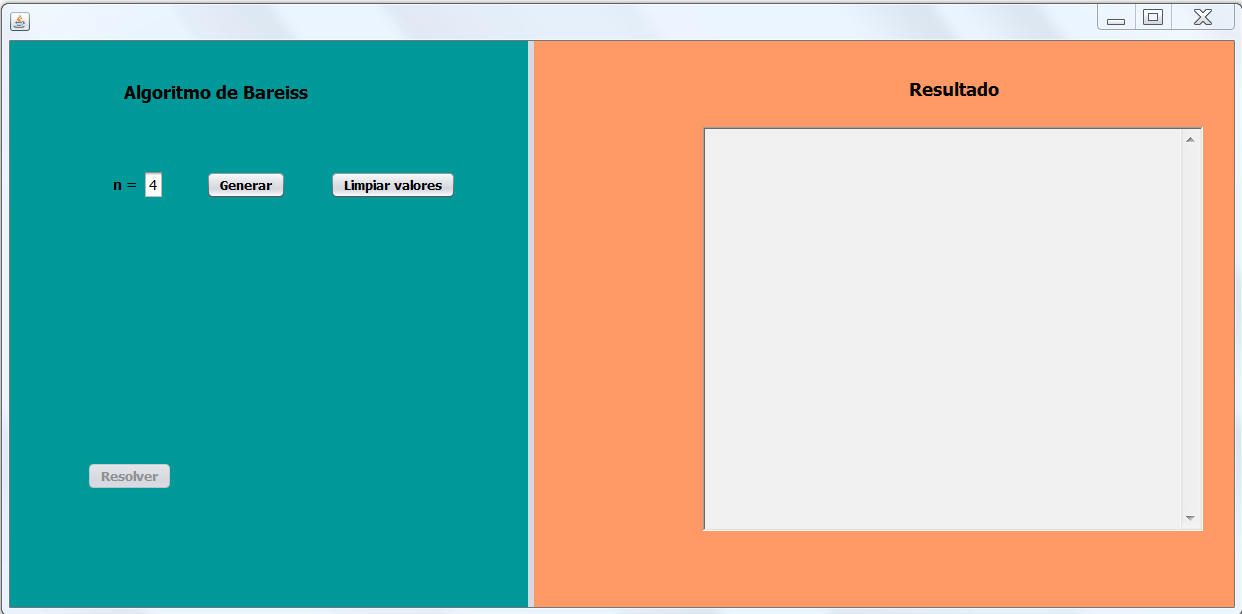 Algoritmo de Bareiss
n = 4 Generar Limpiar valores
Resolver
Resultado